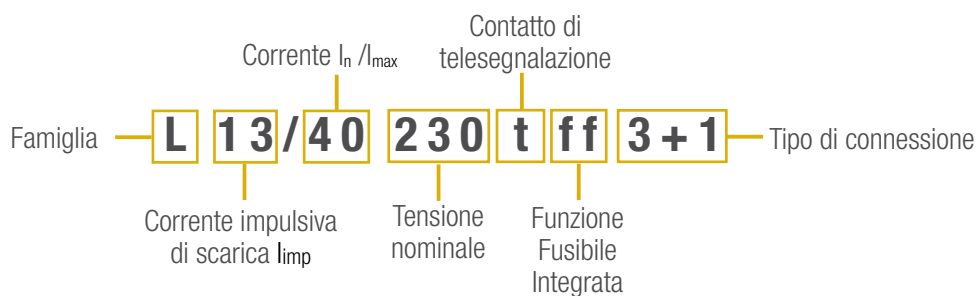 Corrente In /Imax
Contatto di
telesegnalazione
Famiglia
L 13/40 230 t ff 3+1
Tipo di connessione
Corrente impulsiva
di scarica Iimp
Tensione
nominale
Funzione
Fusibile
Integrata